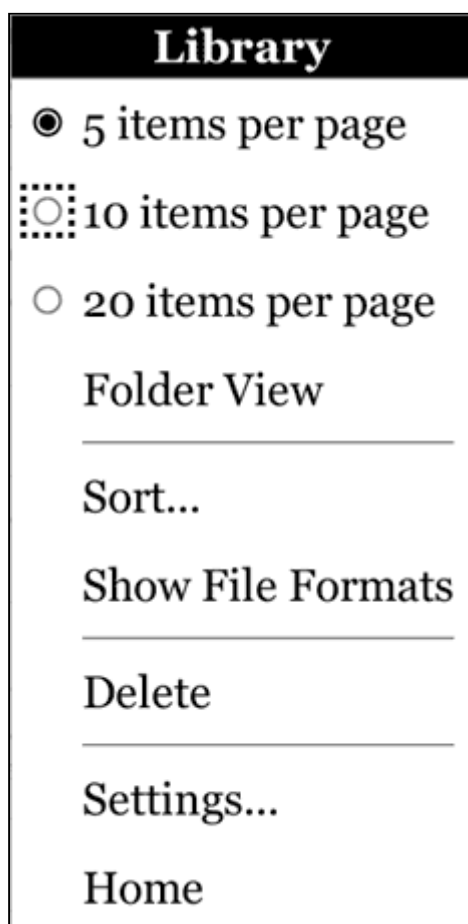 Library
5 items per page
10 items per page
20 items per page
Folder View
Sort...
Show File Formats
Delete
Settings...
Home